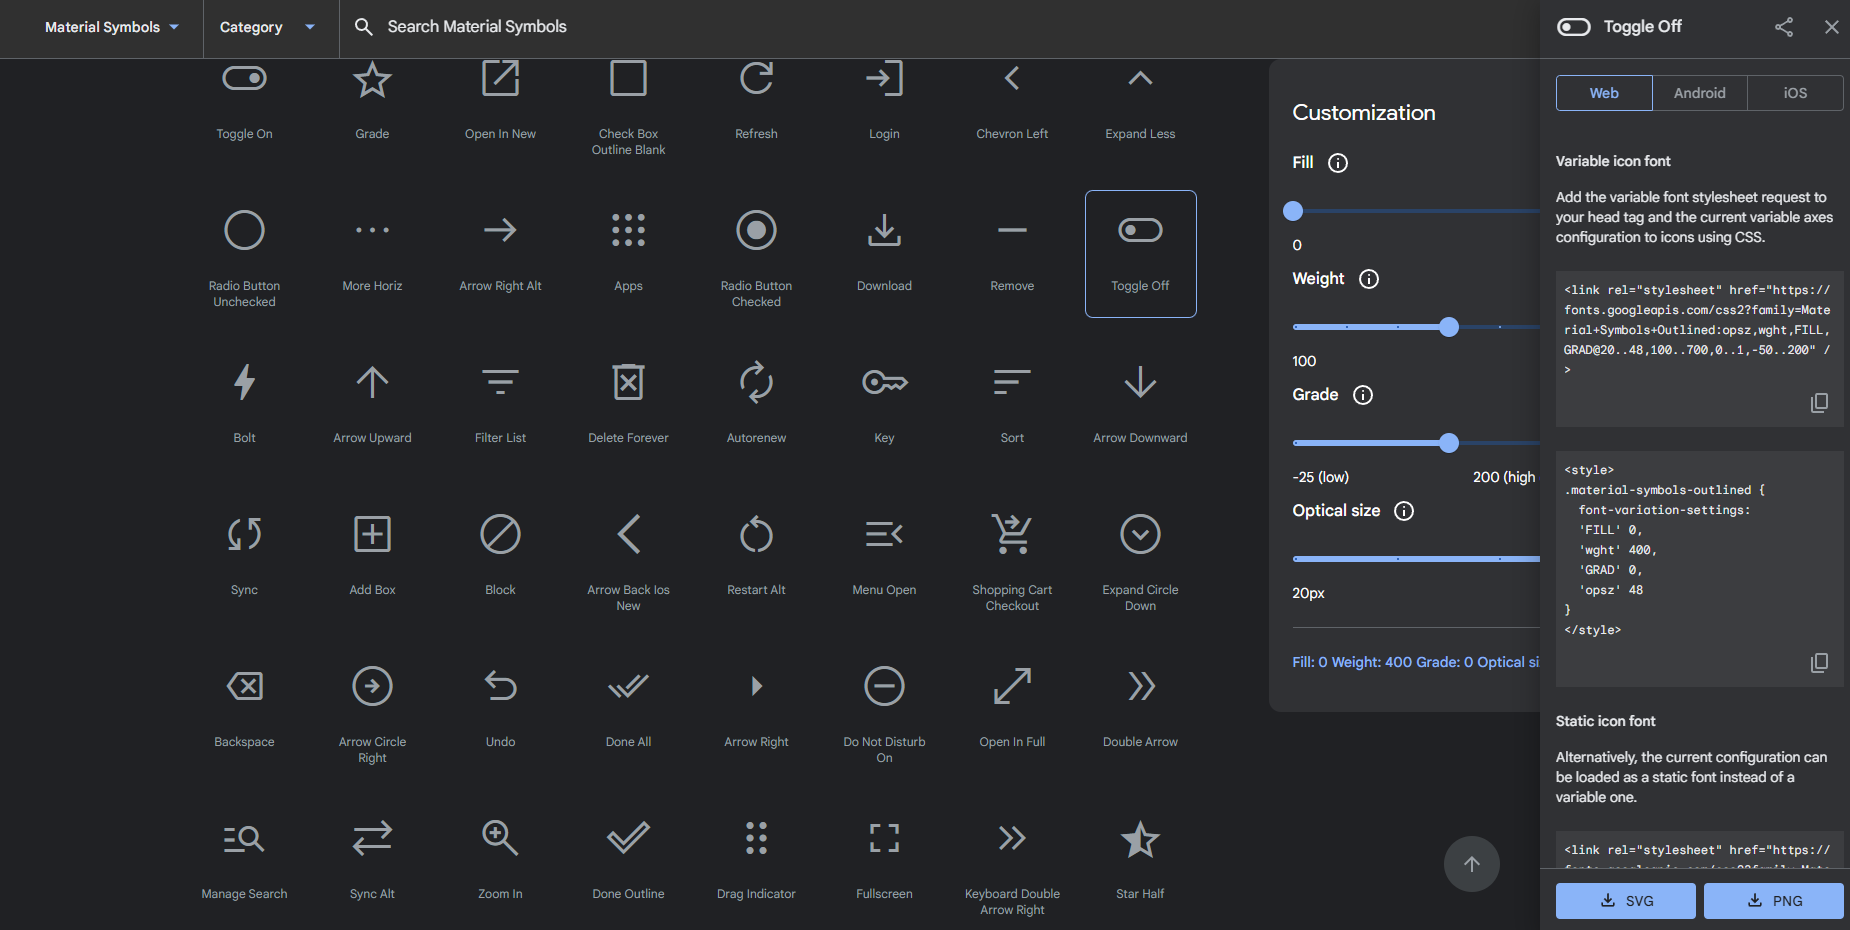 Material Symbols
Category
Search Material Symbols
Toggle Off
Toggle On
Grade
Open In New
Check Box
Outline Blank
Refresh
Login
Chevron Left
Expand Less
Radio Button
Unchecked
More Horiz
Arrow Right Alt
Apps
Radio Button
Checked
Download
Remove
Toggle Off
Bolt
Arrow Upward
Filter List
Delete Forever
Autorenew
Key
Sort
Arrow Downward
Sync
Add Box
Block
Arrow Back Ios
New
Restart Alt
Menu Open
Shopping Cart
Checkout
Expand Circle
Down
Backspace
Arrow Circle
Right
Undo
Done All
Arrow Right
Do Not Disturb
On
Open In Full
Double Arrow
Manage Search
Sync Alt
Zoom In
Done Outline
Drag Indicator
Fullscreen
Keyboard Double
Arrow Right
Star Half
Customization
Fill
0
Weight
100
Grade
-25 (low)
200 (high
Optical size
20px
Fill: 0 Weight: 400 Grade: 0 Optical si
Web
Android
iOS
Variable icon font
Add the variable font stylesheet request to
your head tag and the current variable axes
configuration to icons using CSS.
<link rel="stylesheet" href="https://
fonts.googleapis.com/css2?family=Mate
rial+Symbols+Outlined:opsz,wght,FILL,
GRAD@20..48,100..700,0..1,-50..200" /
>
<style>
.material-symbols-outlined {
font-variation-settings:
'FILL' 0,
'wght' 400,
'GRAD' 0,
'opsz' 48
}
</style>
Static icon font
Alternatively, the current configuration can
be loaded as a static font instead of a
variable one.
<link rel="stylesheet" href="https://
SVG
PNG